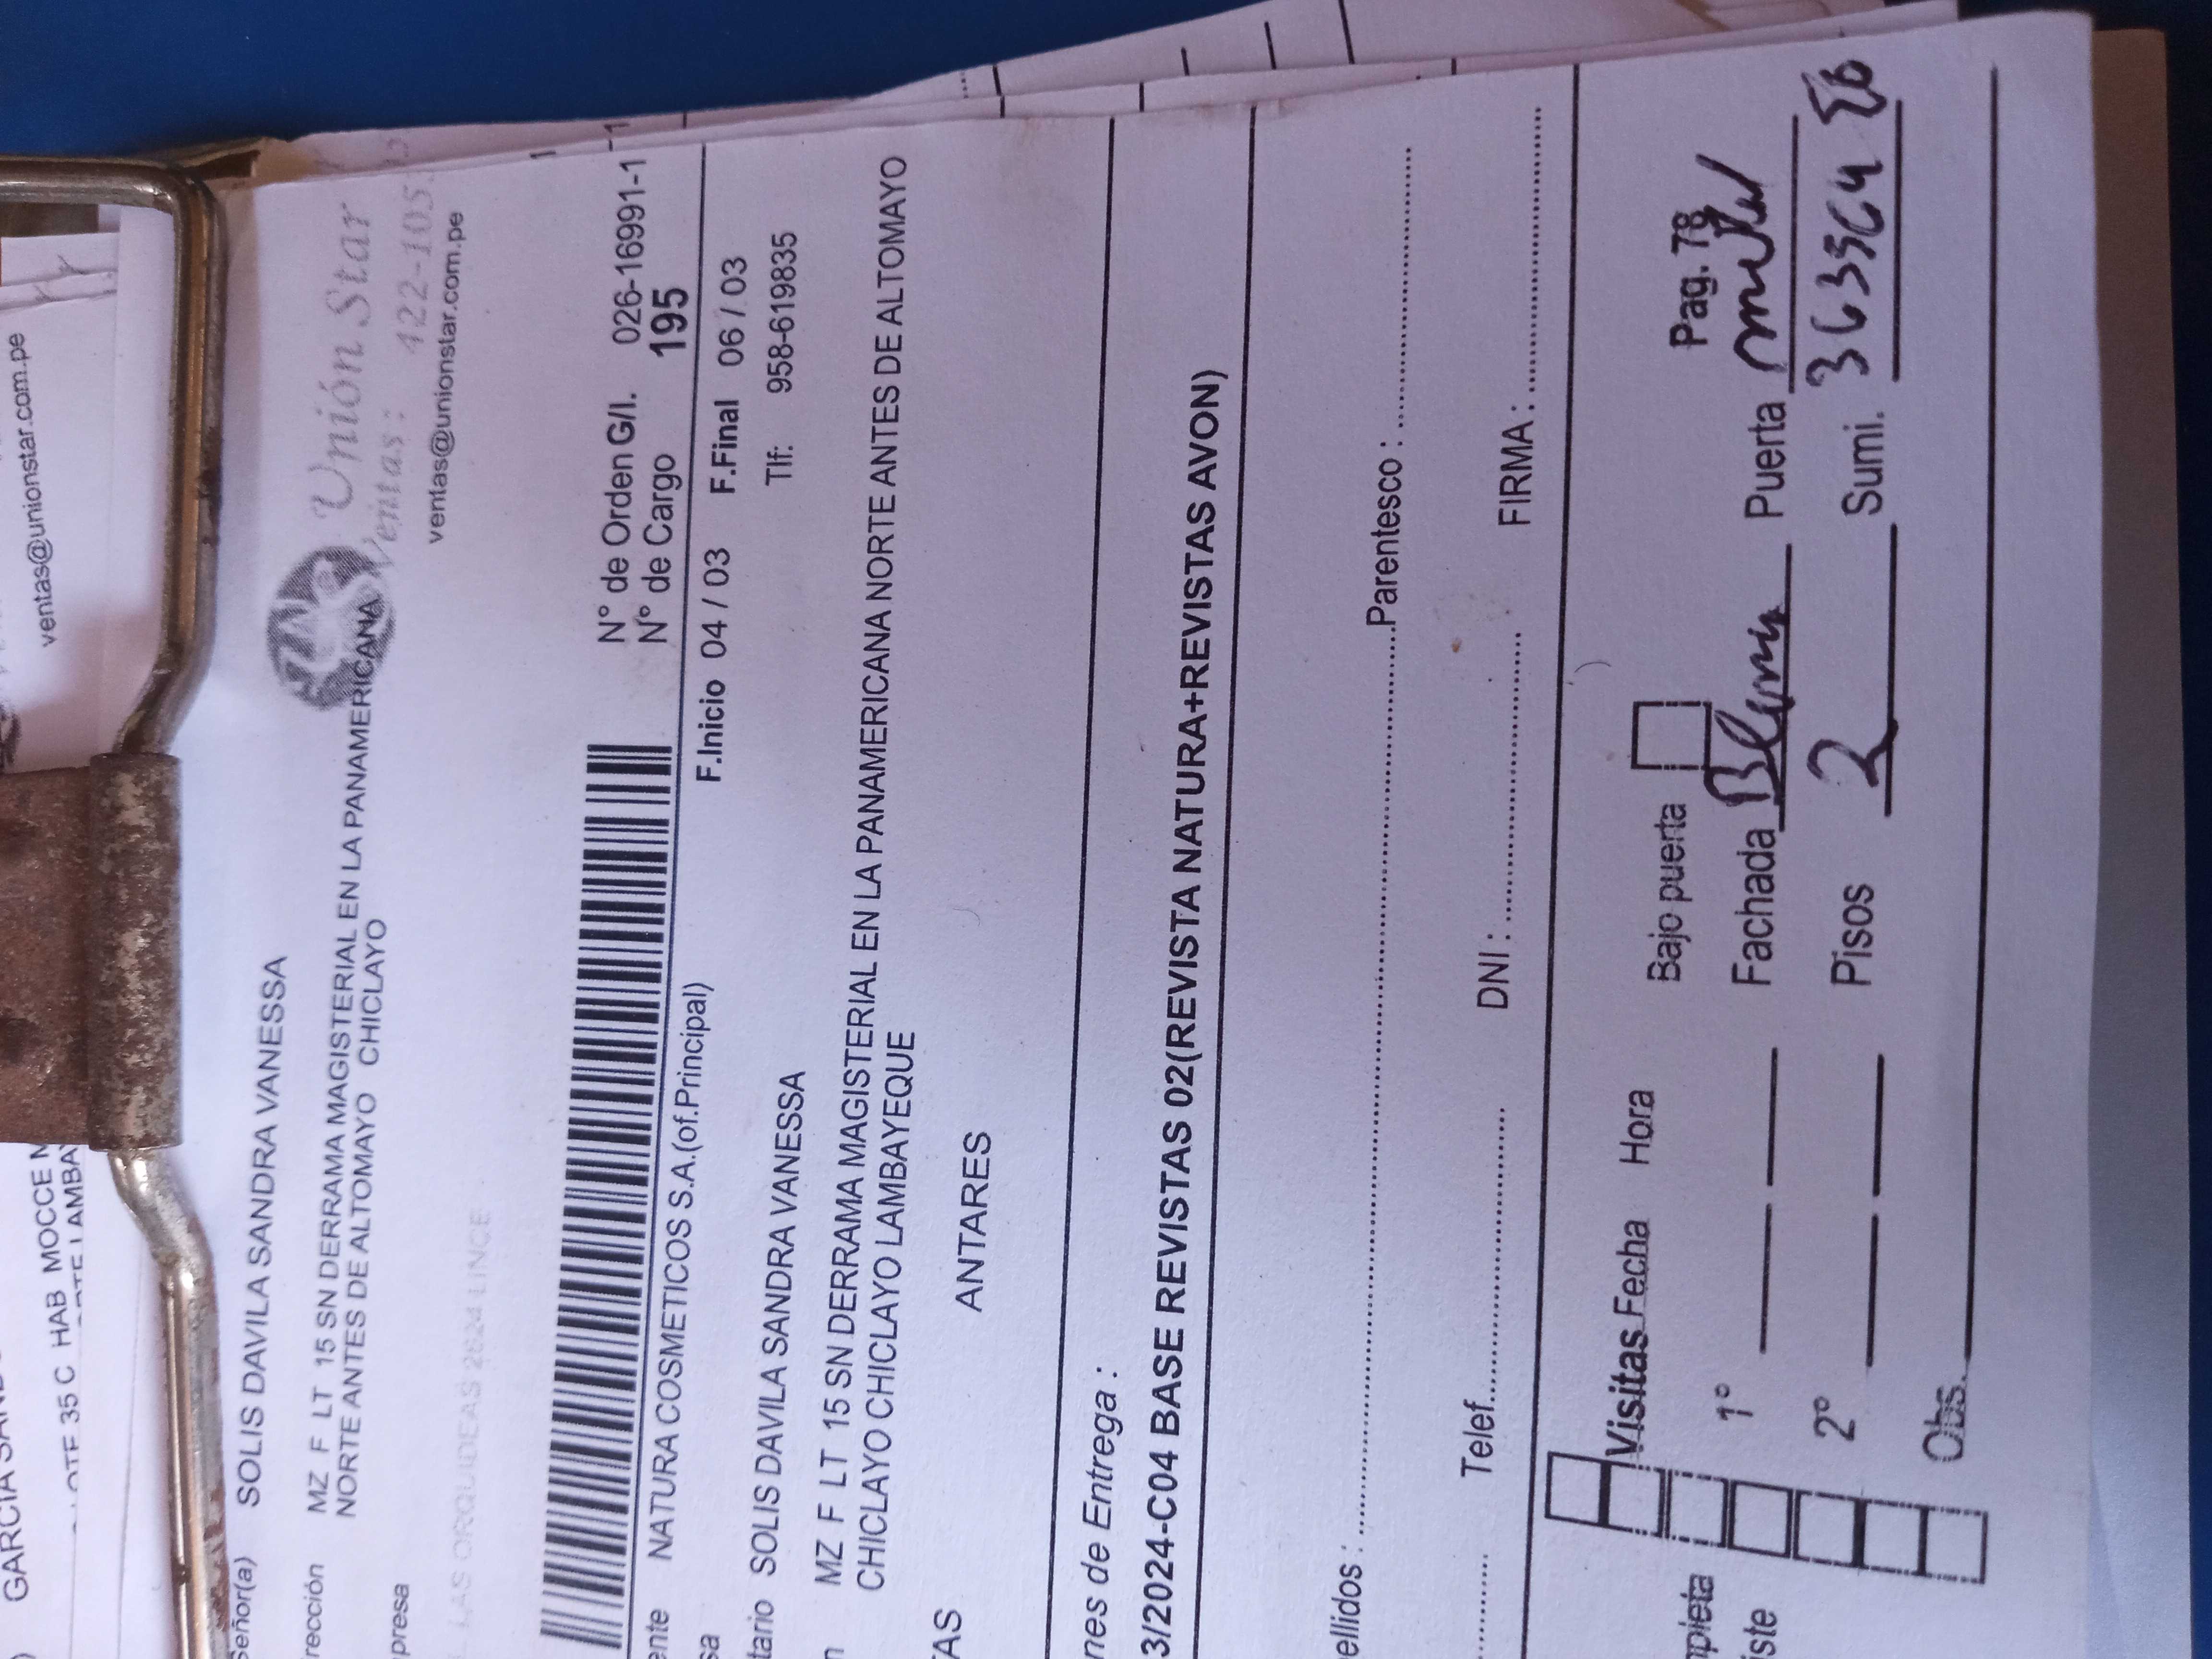 ventas@unionstar.com.pe
GARCIA
HAB MOCCE
35 C
Señor(a) SOLIS DAVILA SANDRA VANESSA
rección MZ F LT 15 SN DERRAMA MAGISTERIAL EN LA PANAMERICANA
NORTE ANTES DE ALTOMAYO CHICLAYO
presa
LAS ORQUIDEAS 2624 LINCE
Unión Star
Ventas: 422-105
ventas@unionstar.com.pe
N° de Orden G/I. 026-16991-1
N° de Cargo 195
ente NATURA COSMETICOS S.A.(of.Principal)
sa F.Inicio 04 / 03 F.Final 06 / 03
tario SOLIS DAVILA SANDRA VANESSA Tlf: 958-619835
n MZ F LT 15 SN DERRAMA MAGISTERIAL EN LA PANAMERICANA NORTE ANTES DE ALTOMAYO
CHICLAYO CHICLAYO LAMBAYEQUE
TAS ANTARES
nes de Entrega :
3/2024-C04 BASE REVISTAS 02(REVISTA NATURA+REVISTAS AVON)
ellidos : Parentesco :
Telef. DNI : FIRMA :
Visitas Fecha Hora Bajo puerta Pag. 78
mpleta 1° Fachada Puerta
iste 2° Pisos 2 Sumi.
Obs.